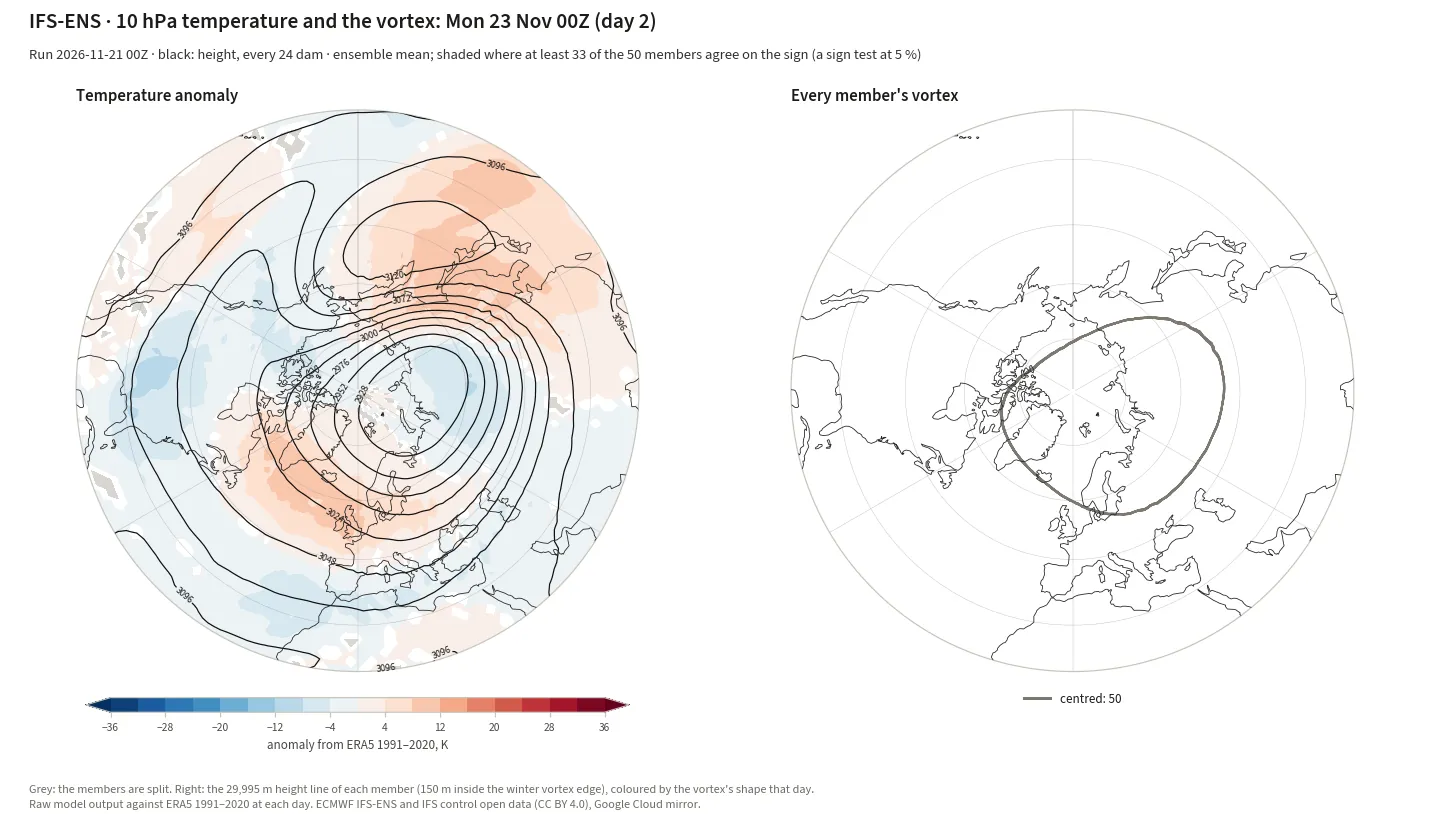 IFS-ENS · 10 hPa temperature and the vortex: Mon 23 Nov 00Z (day 2)
Run 2026-11-21 00Z · black: height, every 24 dam · ensemble mean; shaded where at least 33 of the 50 members agree on the sign (a sign test at 5 %)
Temperature anomaly
Every member's vortex
3096
3096
3120
3072
3096
3000
2976
2952
2928
3024
3048
3096
3096
3096
centred: 50
−36 −28 −20 −12 −4 4 12 20 28 36
anomaly from ERA5 1991–2020, K
Grey: the members are split. Right: the 29,995 m height line of each member (150 m inside the winter vortex edge), coloured by the vortex's shape that day.
Raw model output against ERA5 1991–2020 at each day. ECMWF IFS-ENS and IFS control open data (CC BY 4.0), Google Cloud mirror.